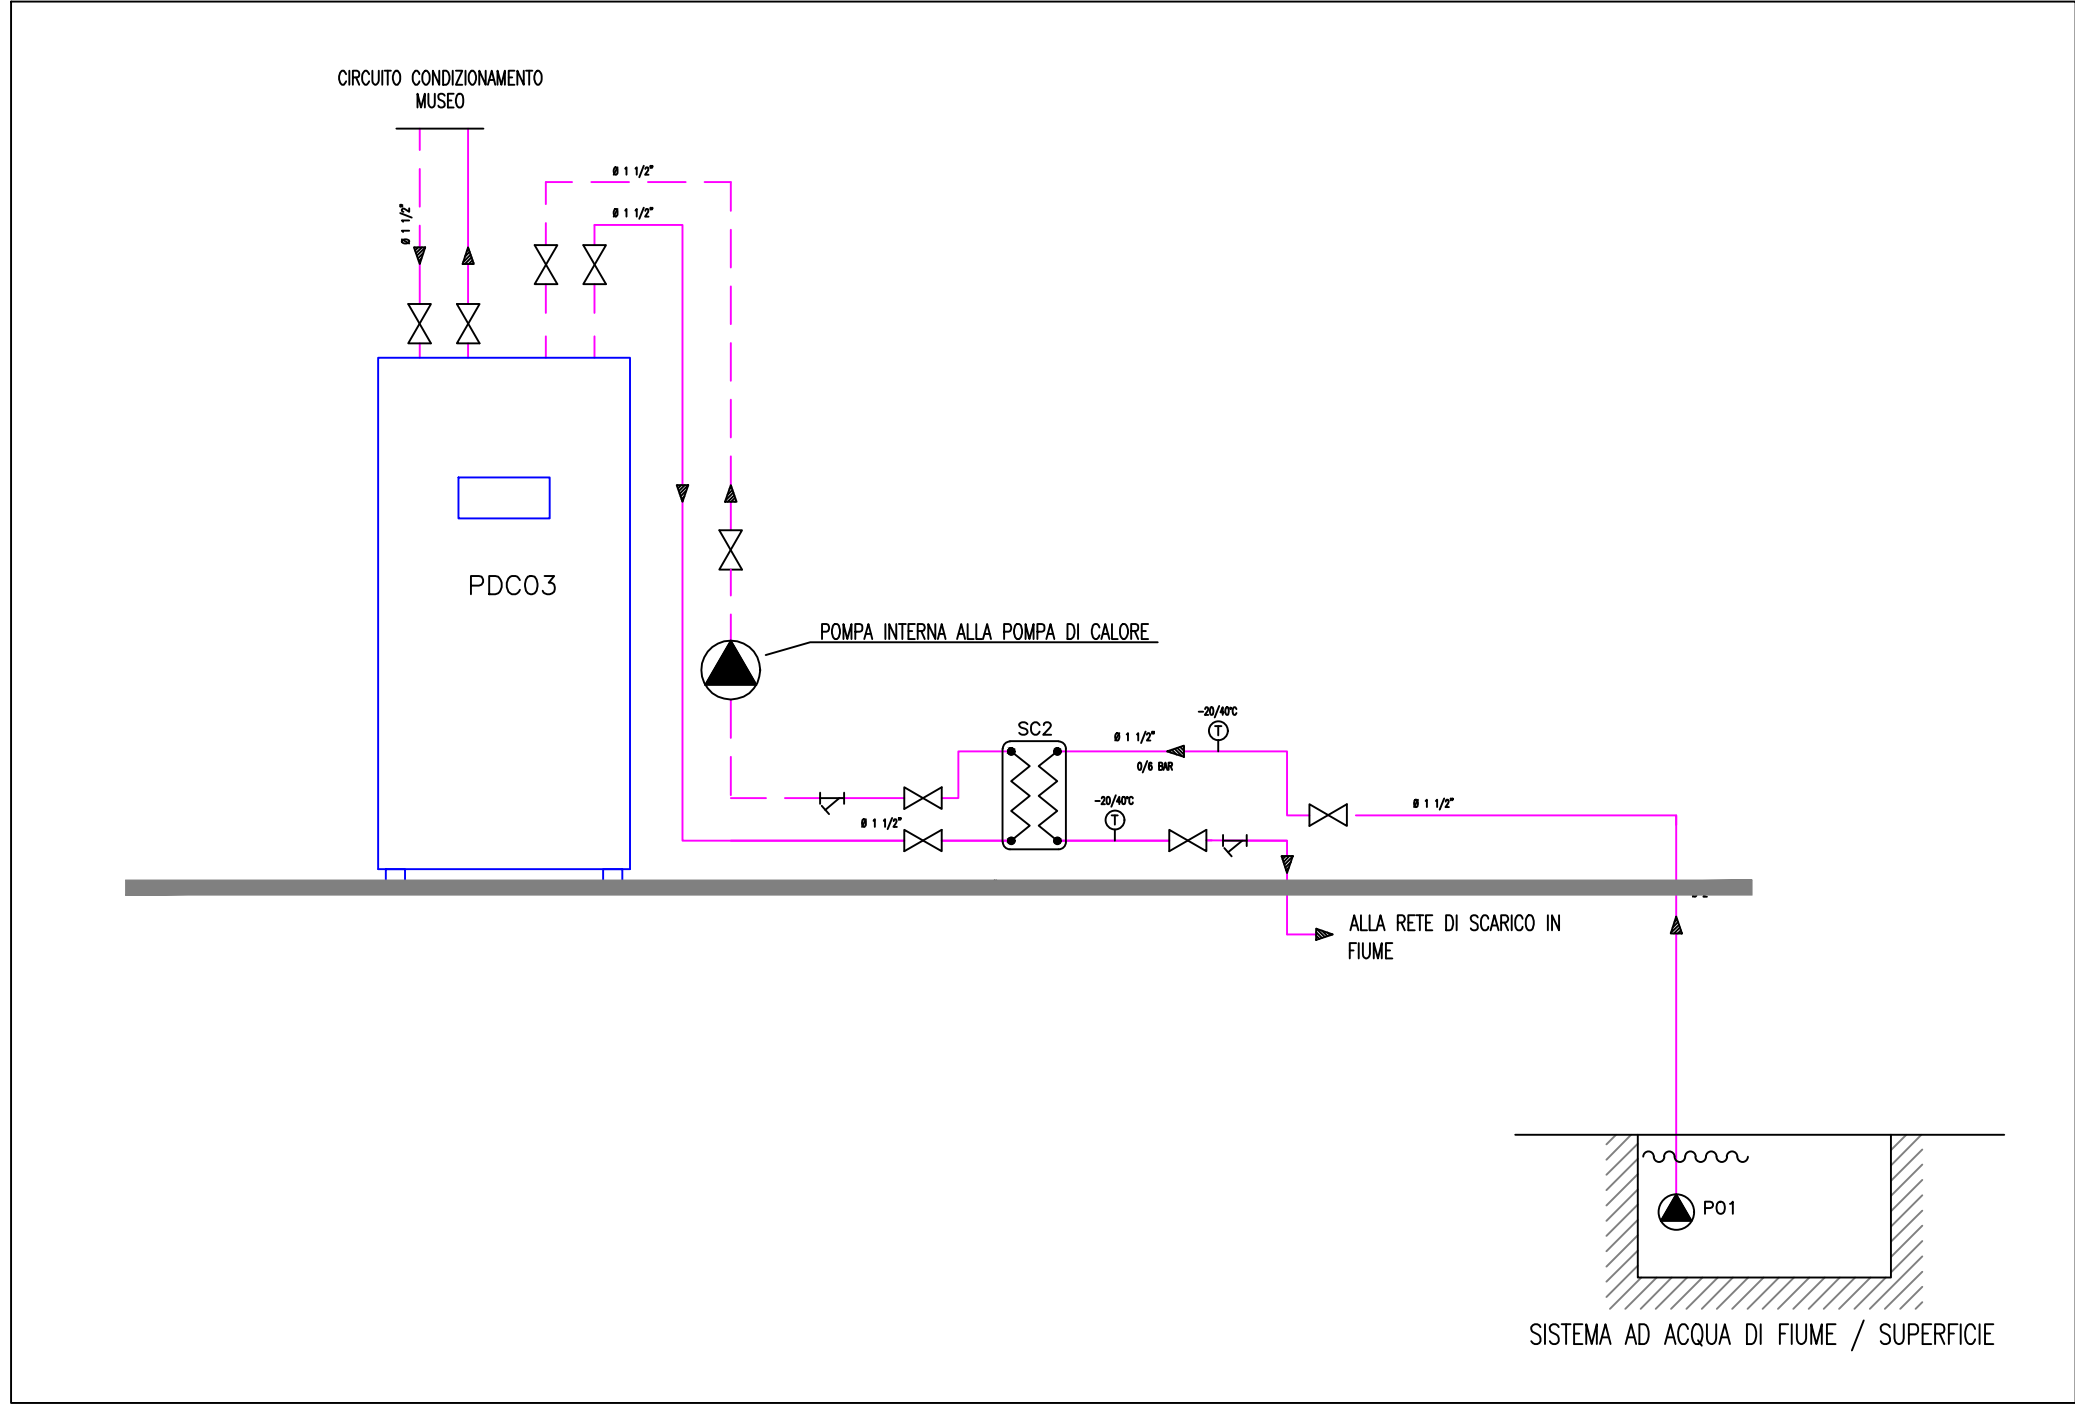 CIRCUITO CONDIZIONAMENTO
MUSEO
Ø 1 1/2"
Ø 1 1/2"
Ø 1 1/2"
PDC03
POMPA INTERNA ALLA POMPA DI CALORE
-20/40°C
T
SC2
Ø 1 1/2"
0/6 BAR
-20/40°C
T
Ø 1 1/2"
Ø 1 1/2"
ALLA RETE DI SCARICO IN
FIUME
P01
SISTEMA AD ACQUA DI FIUME / SUPERFICIE